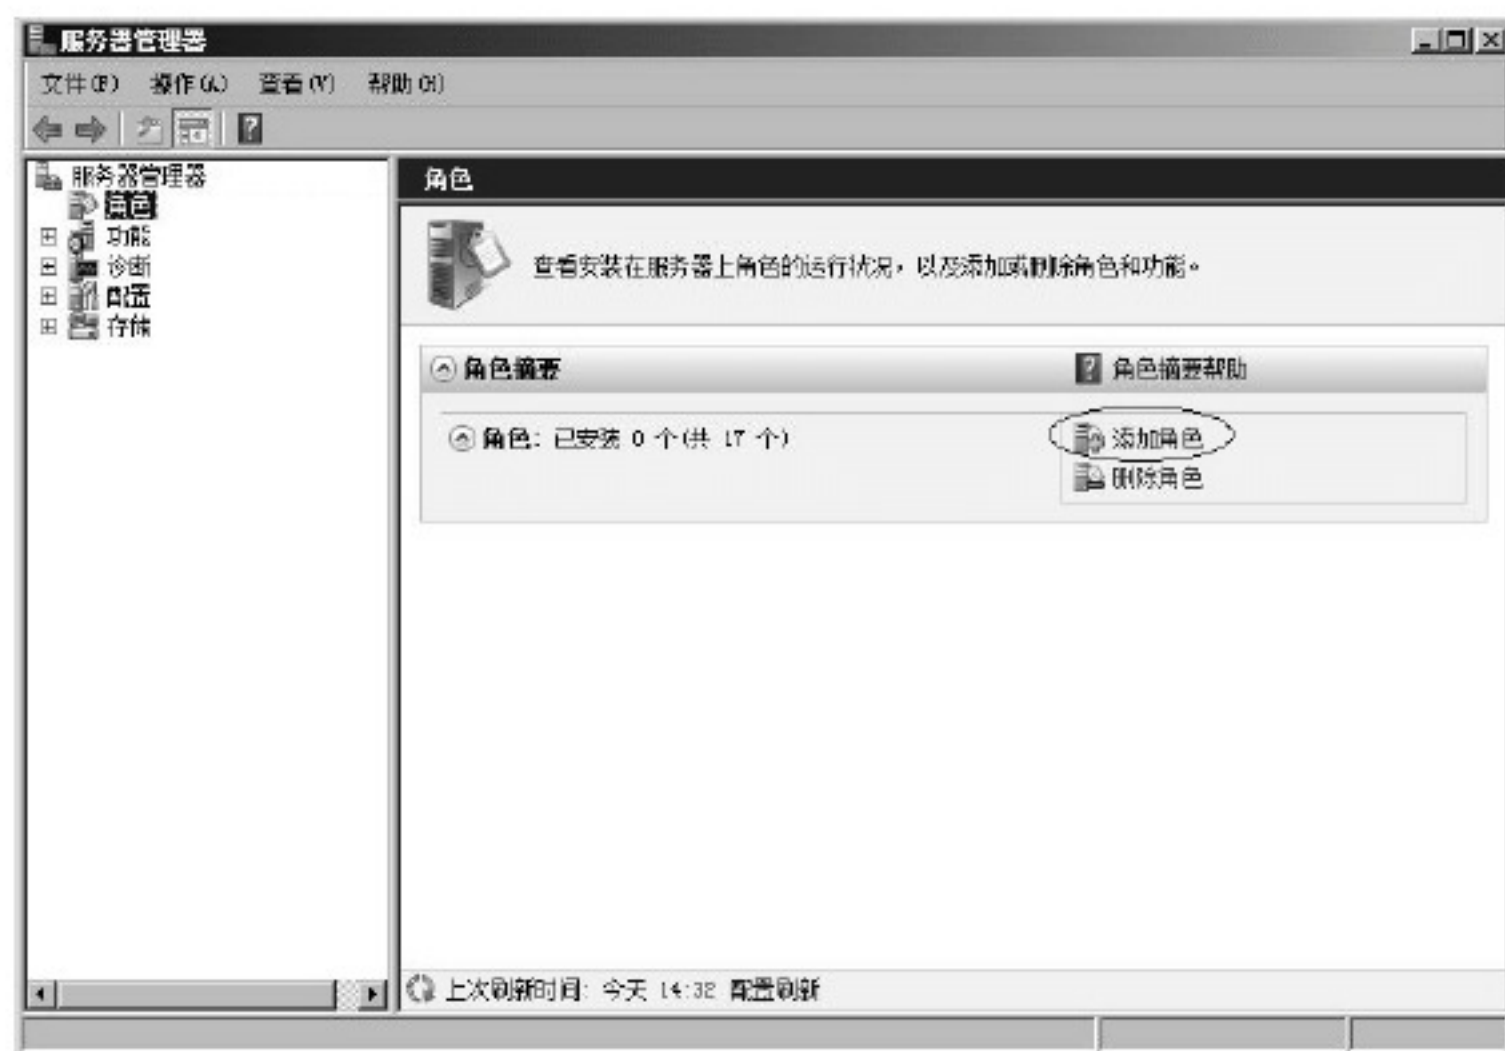 服务器管理器
文件(F) 操作(A) 查看(V) 帮助(H)
服务器管理器
角色
功能
诊断
配置
存储
角色
查看安装在服务器上角色的运行状况，以及添加或删除角色和功能。
角色摘要 角色摘要帮助
角色: 已安装 0 个(共 17 个) 添加角色
删除角色
上次刷新时间: 今天 14:32 配置刷新